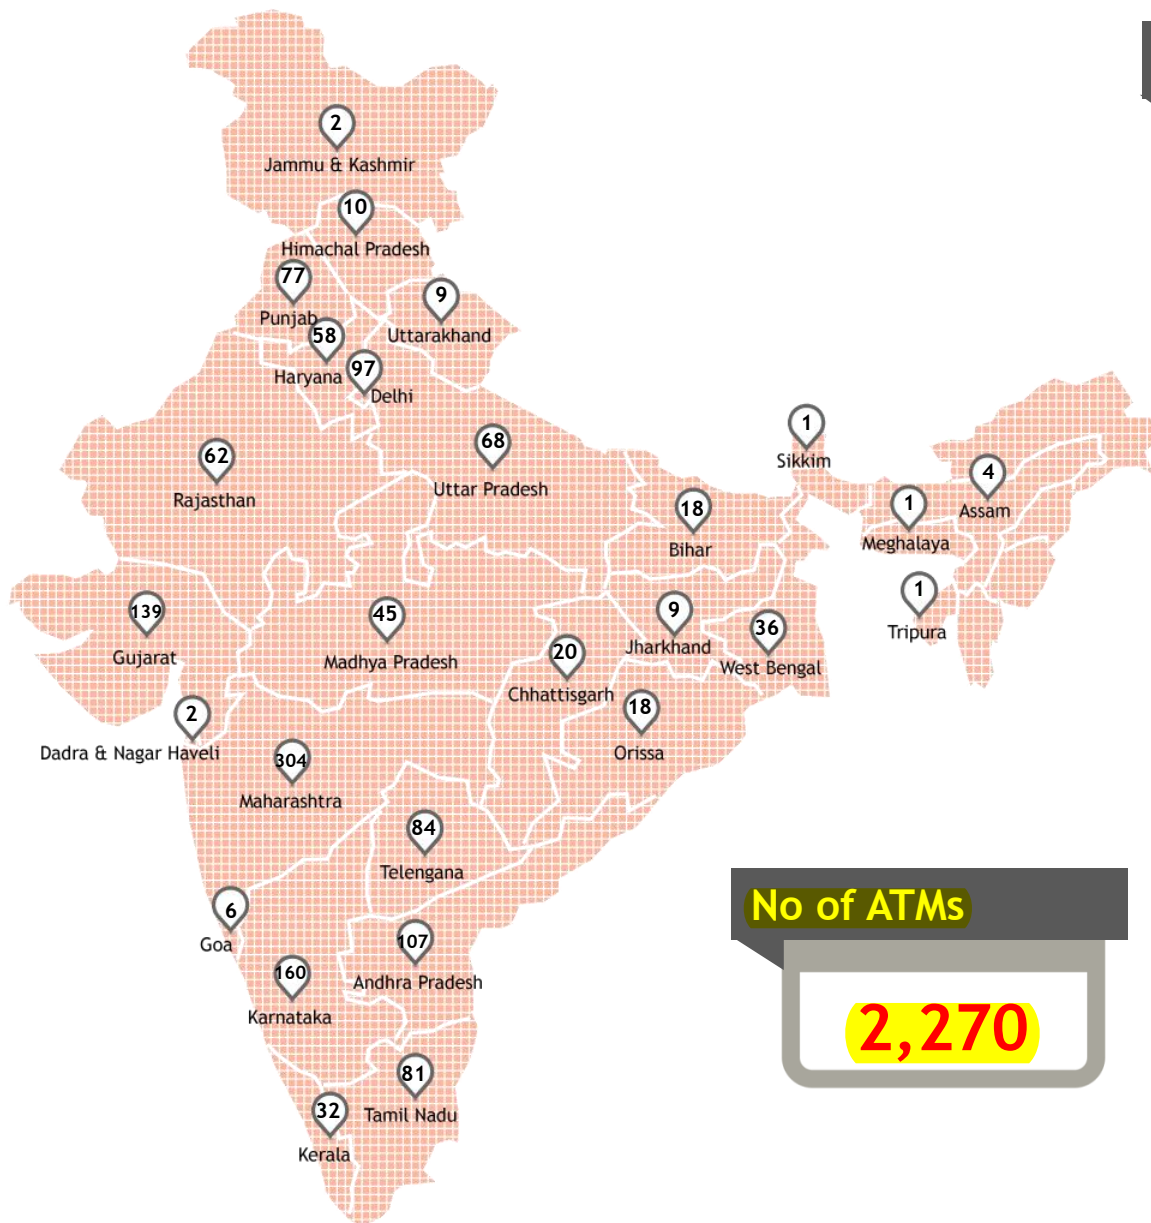 2
Jammu & Kashmir
10
Himachal Pradesh
77
Punjab
9
Uttarakhand
58
Haryana
97
Delhi
62
Rajasthan
68
Uttar Pradesh
1
Sikkim
4
Assam
1
Meghalaya
18
Bihar
1
Tripura
139
Gujarat
45
Madhya Pradesh
9
Jharkhand
36
West Bengal
20
Chhattisgarh
18
Orissa
2
Dadra & Nagar Haveli
304
Maharashtra
84
Telengana
6
Goa
107
Andhra Pradesh
160
Karnataka
81
Tamil Nadu
32
Kerala
No of ATMs
2,270